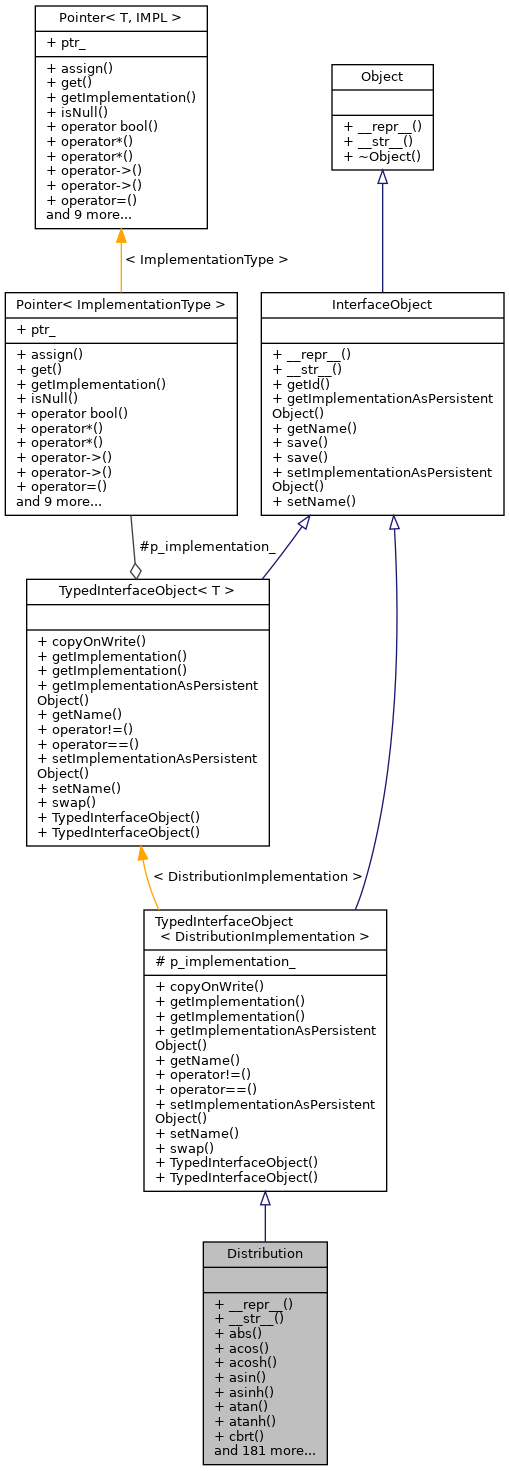 Pointer< T, IMPL >
+ ptr_
+ assign()
+ get()
+ getImplementation()
+ isNull()
+ operator bool()
+ operator*()
+ operator*()
+ operator->()
+ operator->()
+ operator=()
and 9 more...
Object
+ __repr__()
+ __str__()
+ ~Object()
< ImplementationType >
Pointer< ImplementationType >
+ ptr_
+ assign()
+ get()
+ getImplementation()
+ isNull()
+ operator bool()
+ operator*()
+ operator*()
+ operator->()
+ operator->()
+ operator=()
and 9 more...
InterfaceObject
+ __repr__()
+ __str__()
+ getId()
+ getImplementationAsPersistent
Object()
+ getName()
+ save()
+ save()
+ setImplementationAsPersistent
Object()
+ setName()
#p_implementation_
TypedInterfaceObject< T >
+ copyOnWrite()
+ getImplementation()
+ getImplementation()
+ getImplementationAsPersistent
Object()
+ getName()
+ operator!=()
+ operator==()
+ setImplementationAsPersistent
Object()
+ setName()
+ swap()
+ TypedInterfaceObject()
+ TypedInterfaceObject()
< DistributionImplementation >
TypedInterfaceObject
< DistributionImplementation >
# p_implementation_
+ copyOnWrite()
+ getImplementation()
+ getImplementation()
+ getImplementationAsPersistent
Object()
+ getName()
+ operator!=()
+ operator==()
+ setImplementationAsPersistent
Object()
+ setName()
+ swap()
+ TypedInterfaceObject()
+ TypedInterfaceObject()
Distribution
+ __repr__()
+ __str__()
+ abs()
+ acos()
+ acosh()
+ asin()
+ asinh()
+ atan()
+ atanh()
+ cbrt()
and 181 more...